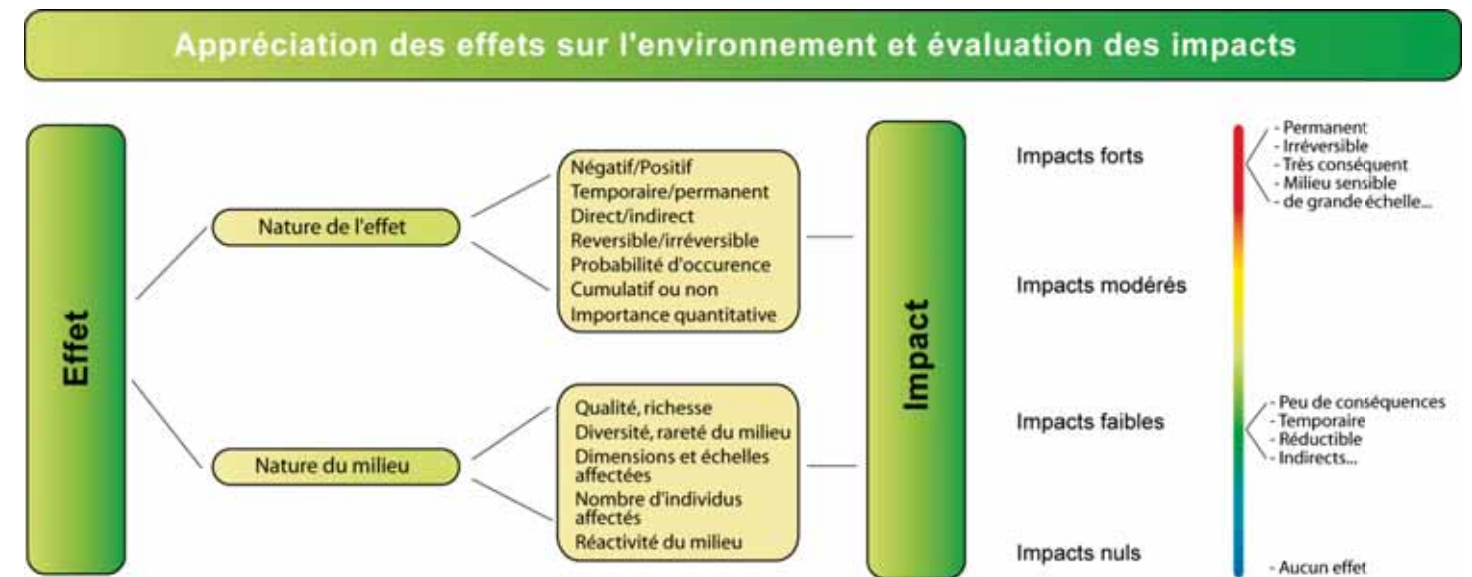 Appréciation des effets sur l'environnement et évaluation des impacts
Effet
Nature de l'effet
Négatif/Positif
Temporaire/permanent
Direct/indirect
Reversible/irréversible
Probabilité d'occurence
Cumulatif ou non
Importance quantitative
Nature du milieu
Qualité, richesse
Diversité, rareté du milieu
Dimensions et échelles
affectées
Nombre d'individus
affectés
Réactivité du milieu
Impact
Impacts forts
- Permanent
- Irréversible
- Très conséquent
- Milieu sensible
- de grande échelle...
Impacts modérés
Impacts faibles
- Peu de conséquences
- Temporaire
- Réductible
- Indirects...
Impacts nuls
- Aucun effet